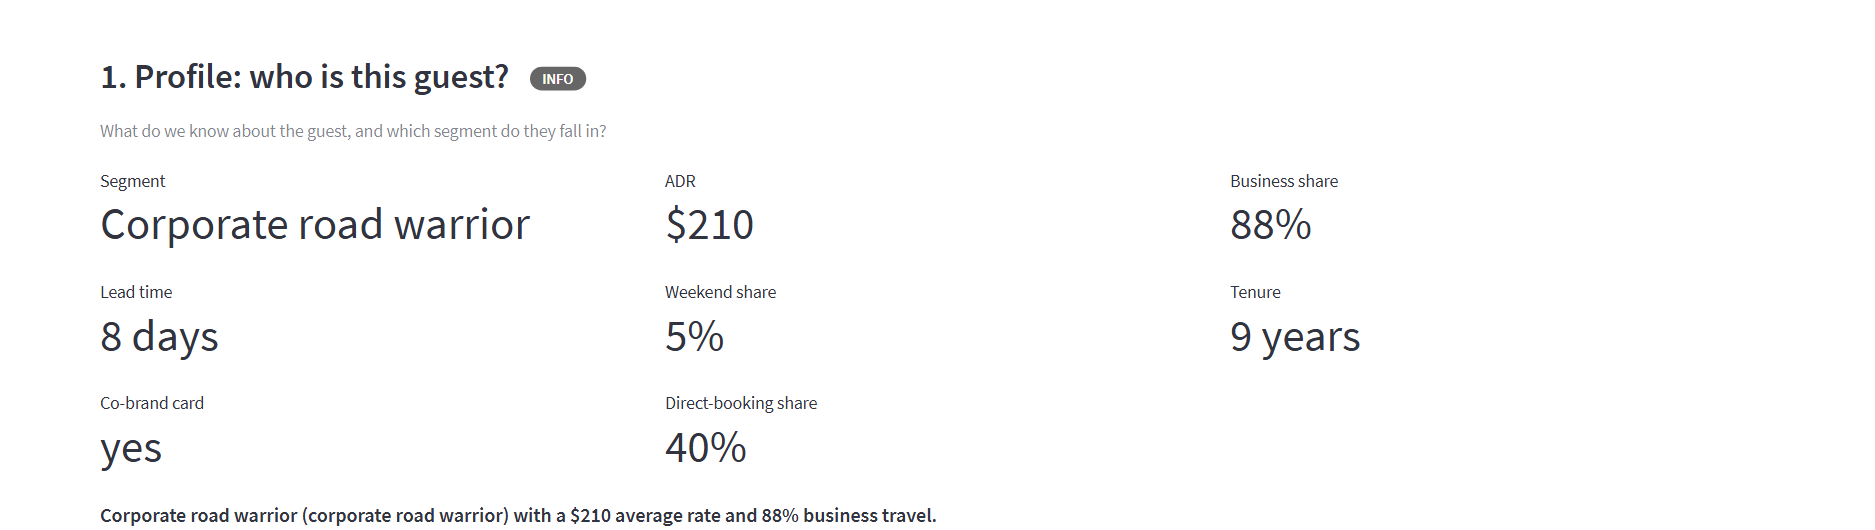 1. Profile: who is this guest? INFO
What do we know about the guest, and which segment do they fall in?
Segment
Corporate road warrior
ADR
$210
Business share
88%
Lead time
8 days
Weekend share
5%
Tenure
9 years
Co-brand card
yes
Direct-booking share
40%
Corporate road warrior (corporate road warrior) with a $210 average rate and 88% business travel.